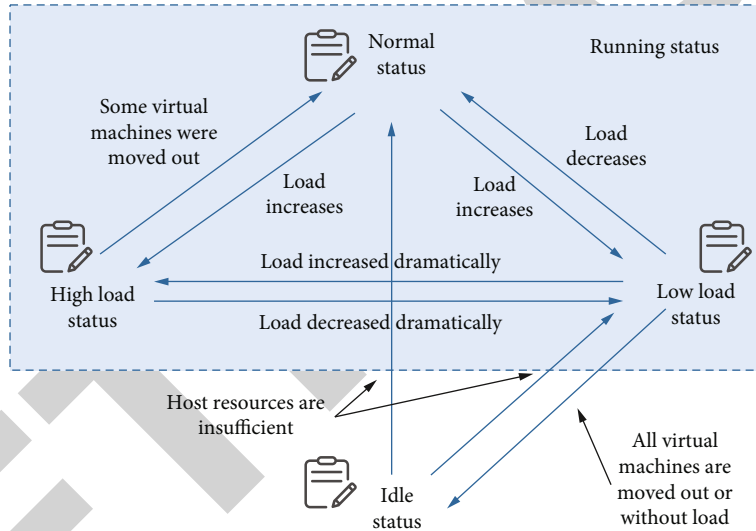 Normal
status
Running status
Some virtual
machines were
moved out
Load
decreases
Load
increases
Load
increases
Load increased dramatically
High load
status
Low load
status
Load decreased dramatically
Host resources are
insufficient
All virtual
machines are
moved out or
without load
Idle
status